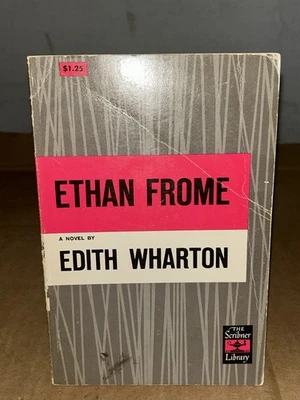 $1.25
ETHAN FROME
A NOVEL BY
EDITH WHARTON
THE
Scribner
Library